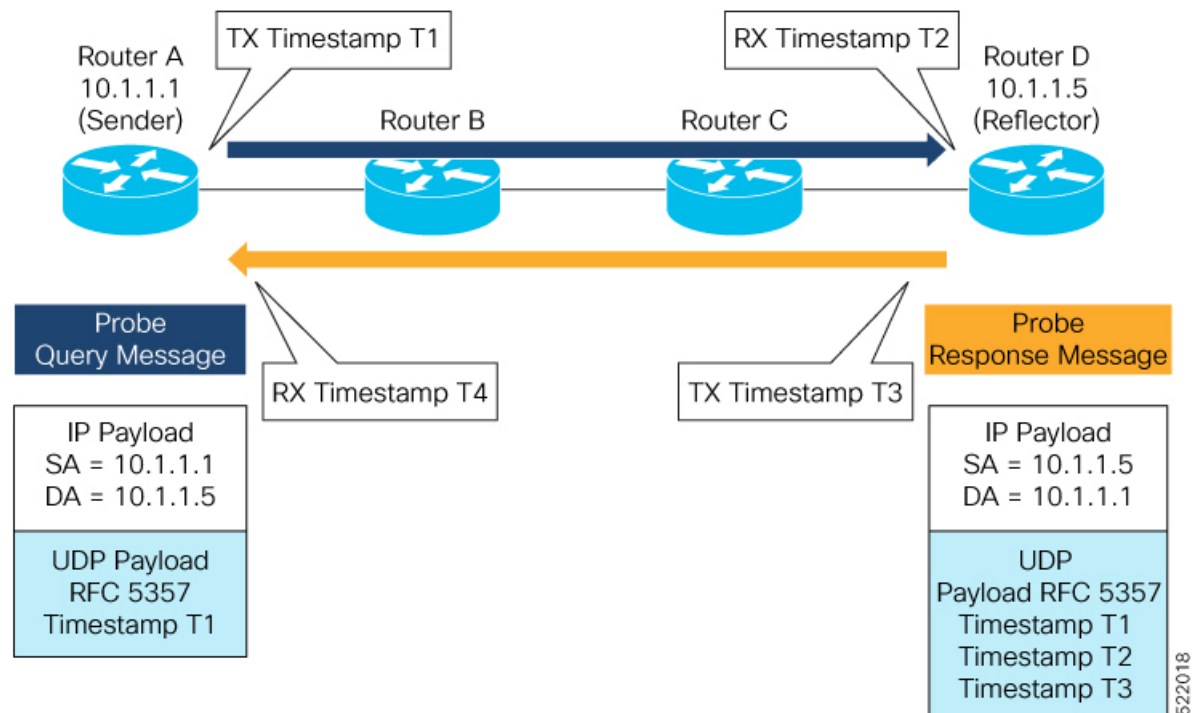 TX Timestamp T1
RX Timestamp T2
Router A
10.1.1.1
(Sender)
Router B
Router C
Router D
10.1.1.5
(Reflector)
Probe
Query Message
RX Timestamp T4
TX Timestamp T3
Probe
Response Message
IP Payload
SA = 10.1.1.1
DA = 10.1.1.5
UDP Payload
RFC 5357
Timestamp T1
IP Payload
SA = 10.1.1.5
DA = 10.1.1.1
UDP
Payload RFC 5357
Timestamp T1
Timestamp T2
Timestamp T3
522018